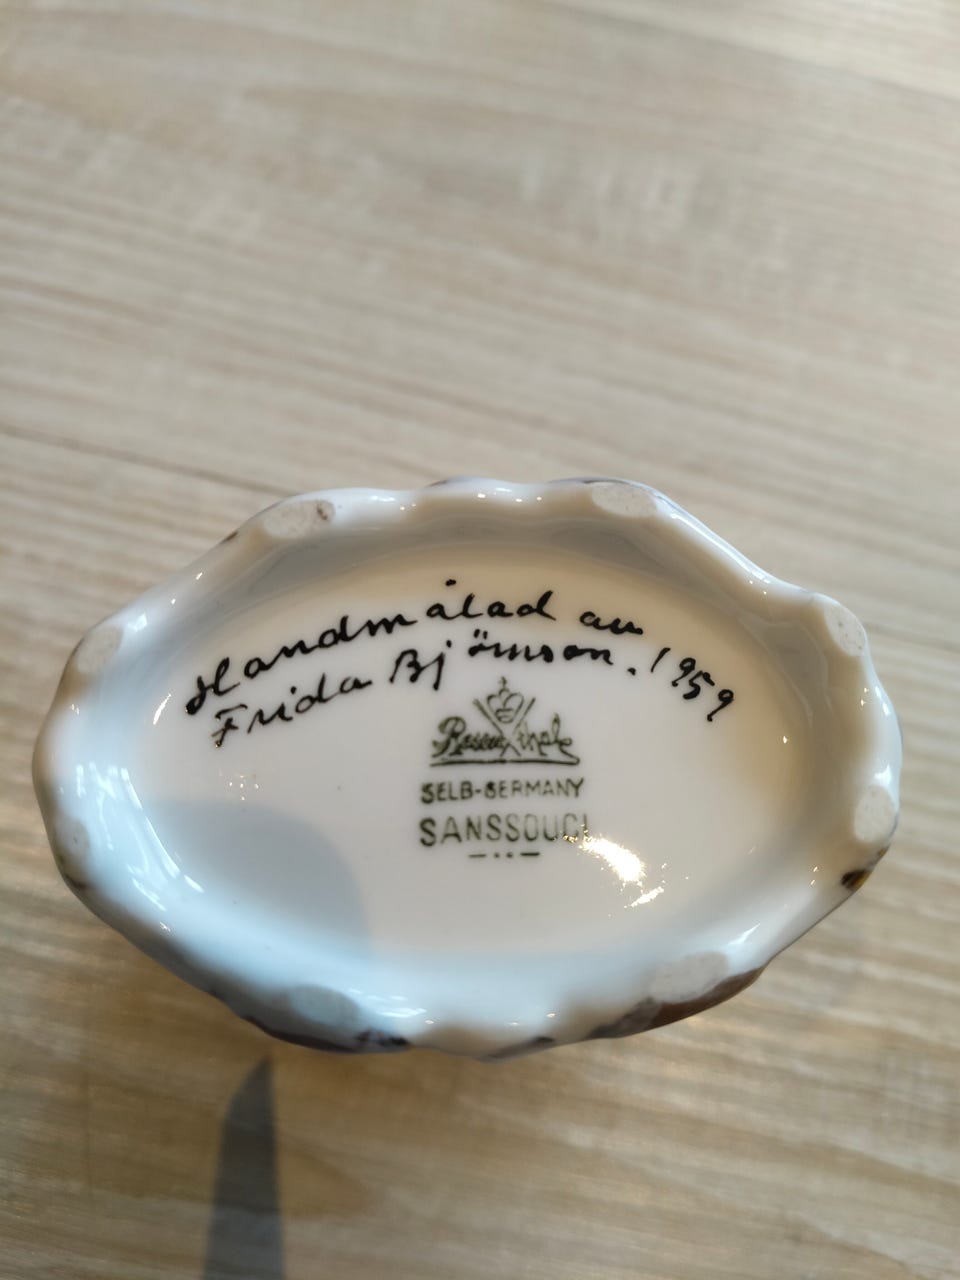 Handmålad av
Frida Björnson. 1959
Rosenthal
SELB-GERMANY
SANSSOUCI